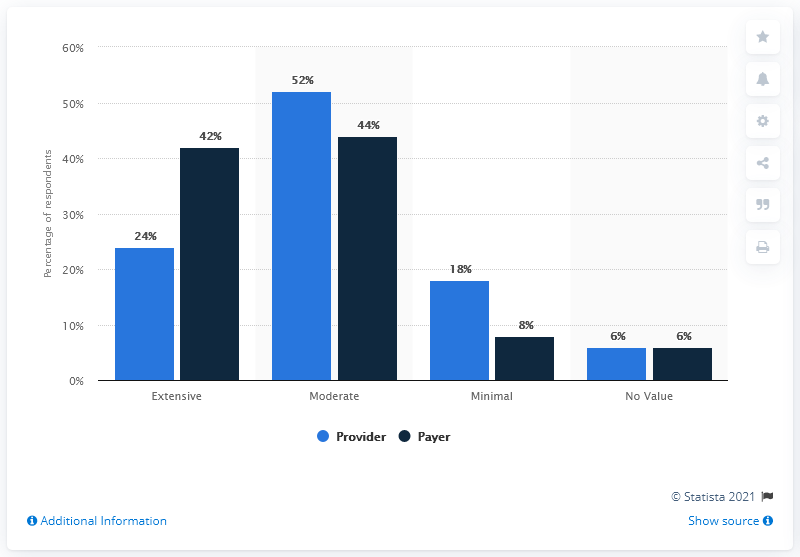 60%
50%
40%
30%
20%
10%
0%
Percentage of respondents
24%
42%
52%
44%
18%
8%
6%
6%
Extensive
Moderate
Minimal
No Value
Provider
Payer
© Statista 2021
Additional Information
Show source